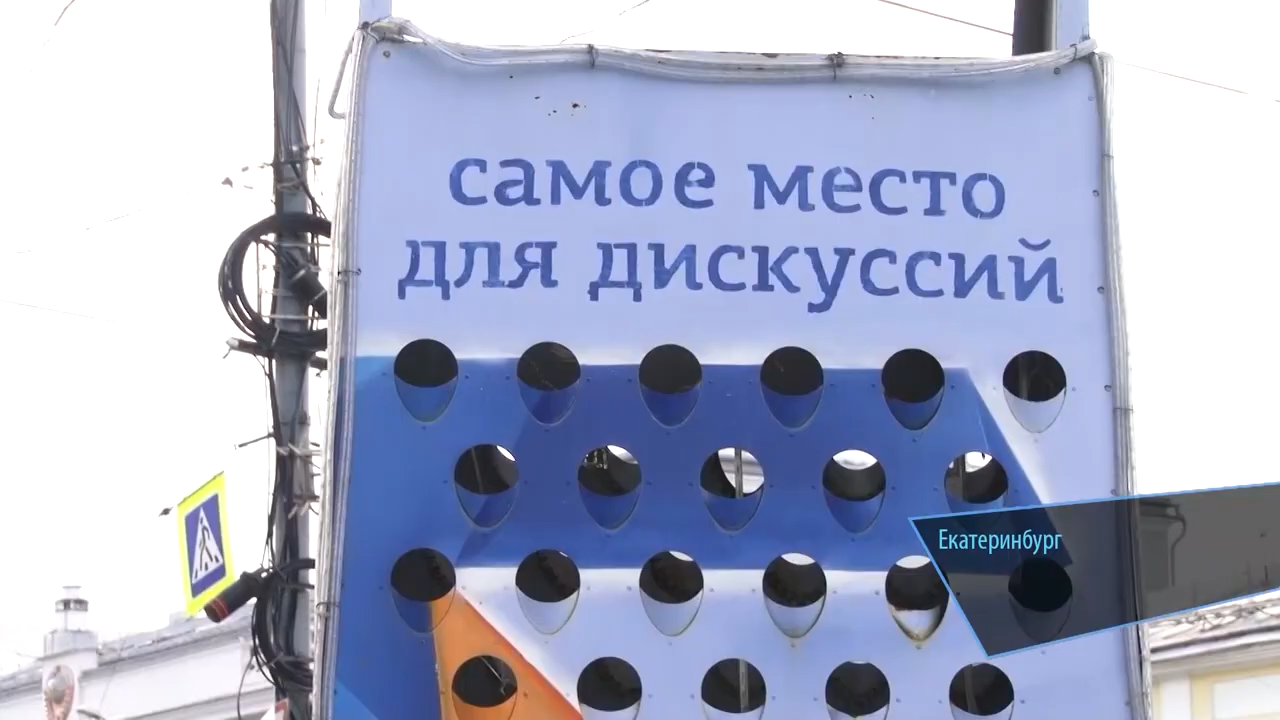 самое место
для дискуссий
Екатеринбург